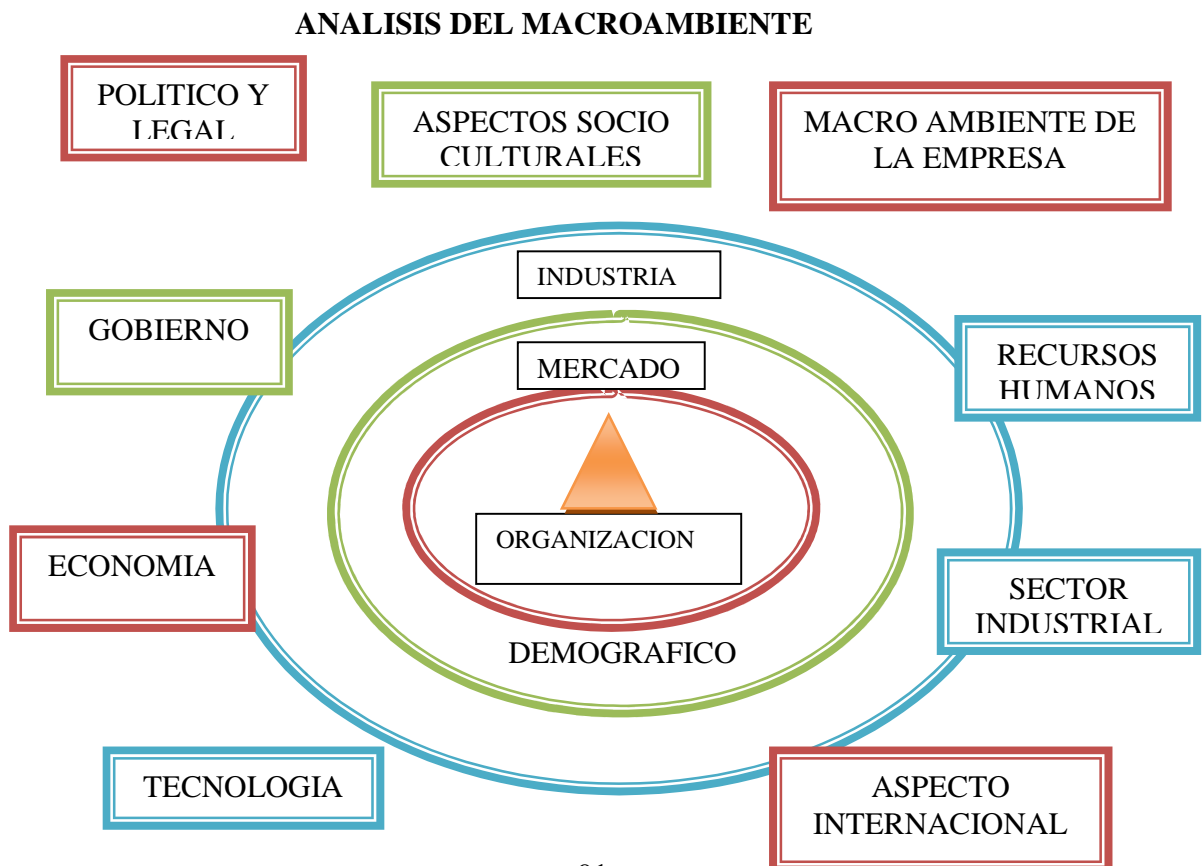 ANALISIS DEL MACROAMBIENTE
POLITICO Y
LEGAL
ASPECTOS SOCIO
CULTURALES
MACRO AMBIENTE DE
LA EMPRESA
INDUSTRIA
GOBIERNO
MERCADO
RECURSOS
HUMANOS
ORGANIZACION
ECONOMIA
SECTOR
INDUSTRIAL
DEMOGRAFICO
TECNOLOGIA
ASPECTO
INTERNACIONAL